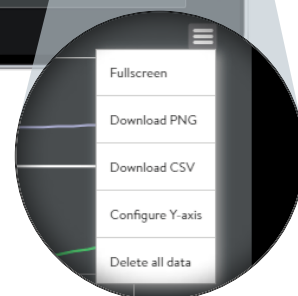 Fullscreen
Download PNG
Download CSV
Configure Y-axis
Delete all data